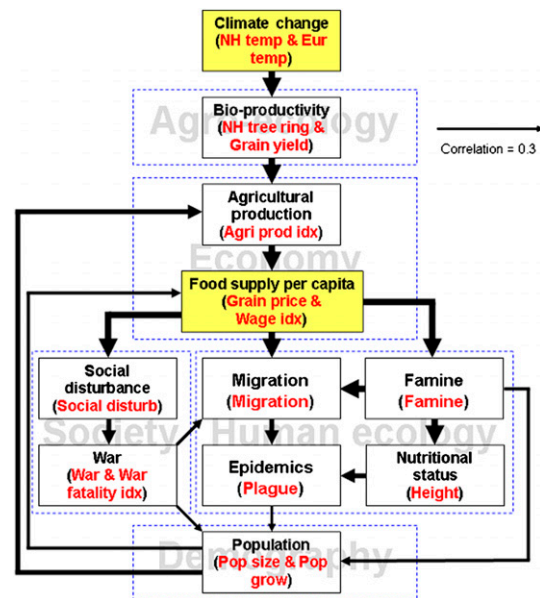 Climate change
(NH temp & Eur
temp)
Agri-ecology
Bio-productivity
(NH tree ring &
Grain yield)
Correlation = 0.3
Agricultural
production
(Agri prod idx)
Economy
Food supply per capita
(Grain price &
Wage idx)
Social
disturbance
(Social disturb)
Migration
(Migration)
Famine
(Famine)
Society
Human ecology
War
(War & War
fatality idx)
Epidemics
(Plague)
Nutritional
status
(Height)
Population
(Pop size & Pop
grow)
Demography